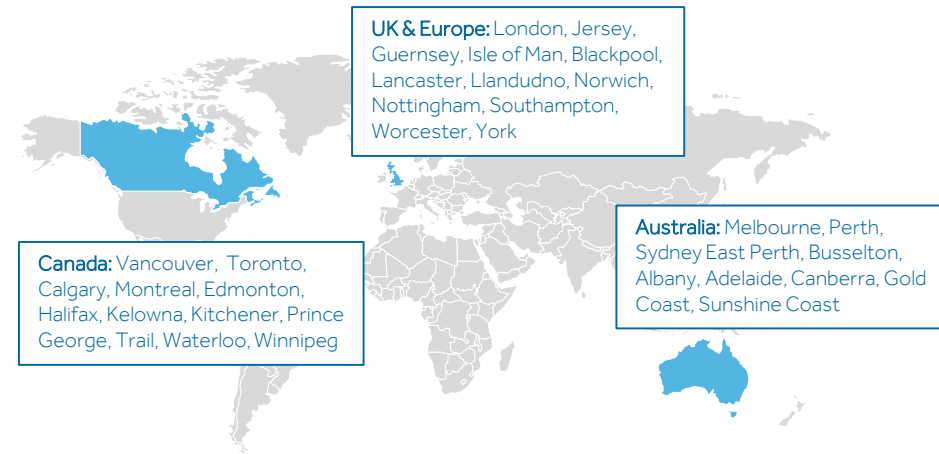 UK & Europe: London, Jersey,
Guernsey, Isle of Man, Blackpool,
Lancaster, Llandudno, Norwich,
Nottingham, Southampton,
Worcester, York
Canada: Vancouver, Toronto,
Calgary, Montreal, Edmonton,
Halifax, Kelowna, Kitchener, Prince
George, Trail, Waterloo, Winnipeg
Australia: Melbourne, Perth,
Sydney East Perth, Busselton,
Albany, Adelaide, Canberra, Gold
Coast, Sunshine Coast